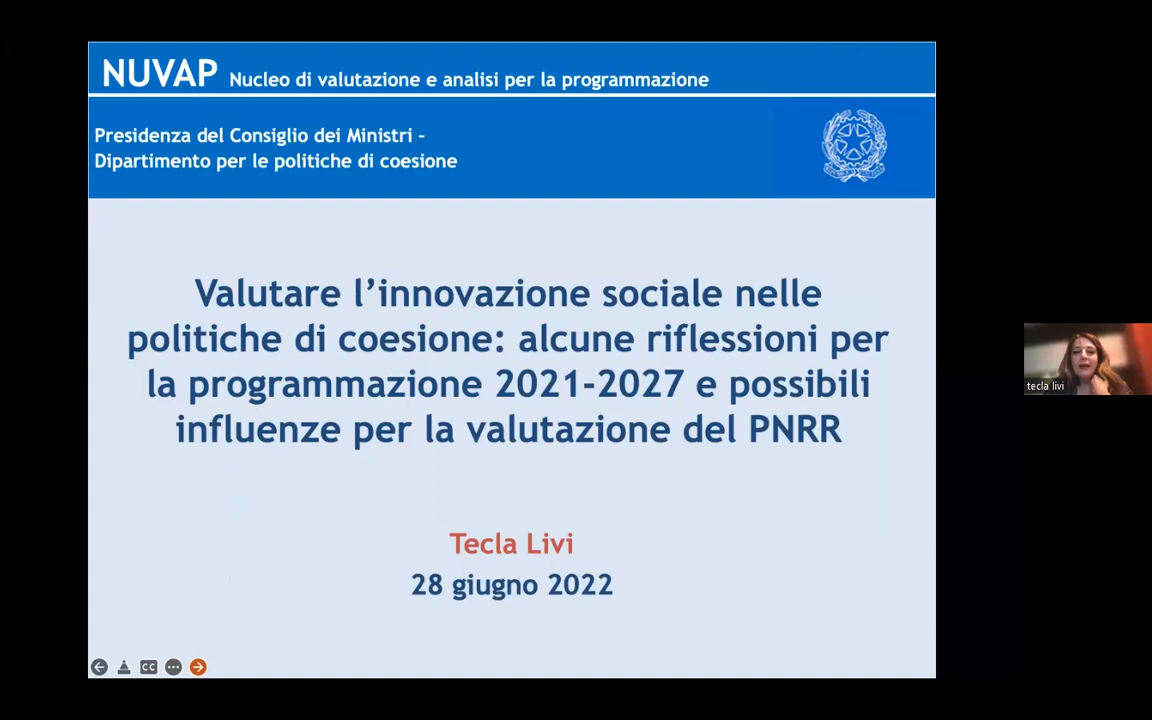 NUVAP Nucleo di valutazione e analisi per la programmazione
Presidenza del Consiglio dei Ministri –
Dipartimento per le politiche di coesione
Valutare l’innovazione sociale nelle
politiche di coesione: alcune riflessioni per
la programmazione 2021-2027 e possibili
influenze per la valutazione del PNRR
tecla livi
Tecla Livi
28 giugno 2022
CC